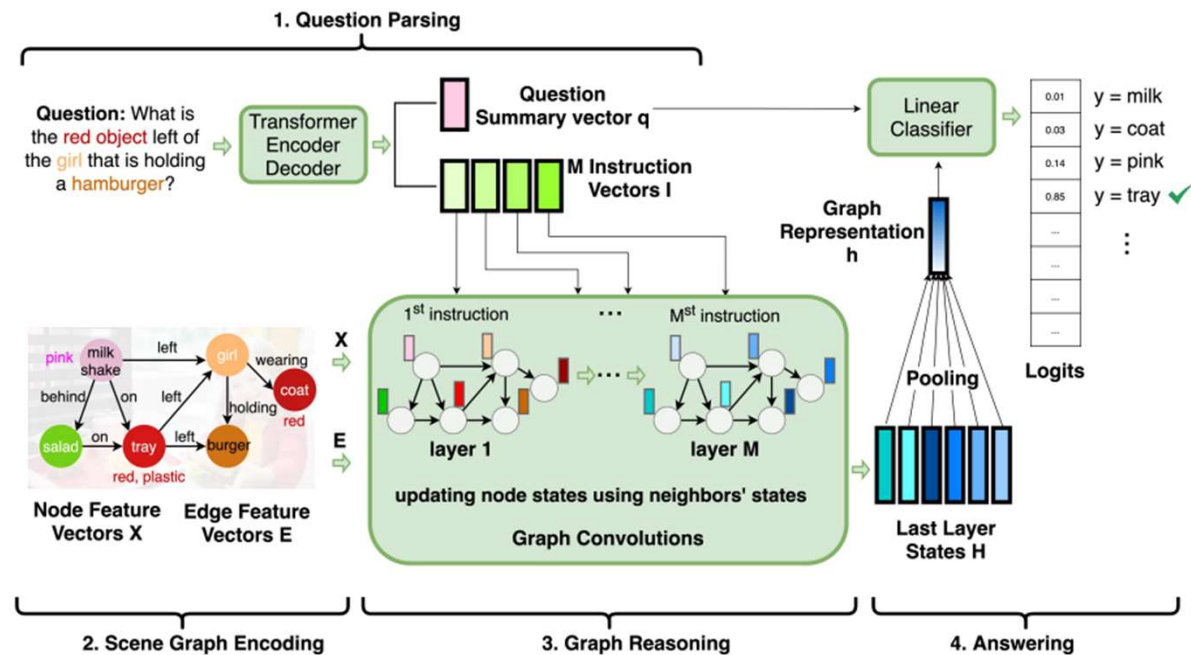 1. Question Parsing
Question: What is
the red object left of
the girl that is holding
a hamburger?
Transformer
Encoder
Decoder
Question
Summary vector q
M Instruction
Vectors I
Linear
Classifier
0.01
0.03
0.14
0.85
...
...
...
...
y = milk
y = coat
y = pink
y = tray
Logits
Graph
Representation
h
Pooling
Last Layer
States H
pink
milk
shake
left
girl
wearing
coat
red
behind
on
left
holding
salad
on
tray
left
burger
red, plastic
Node Feature
Vectors X
Edge Feature
Vectors E
X
E
1st instruction
...
Mst instruction
...
layer 1
layer M
updating node states using neighbors' states
Graph Convolutions
2. Scene Graph Encoding
3. Graph Reasoning
4. Answering